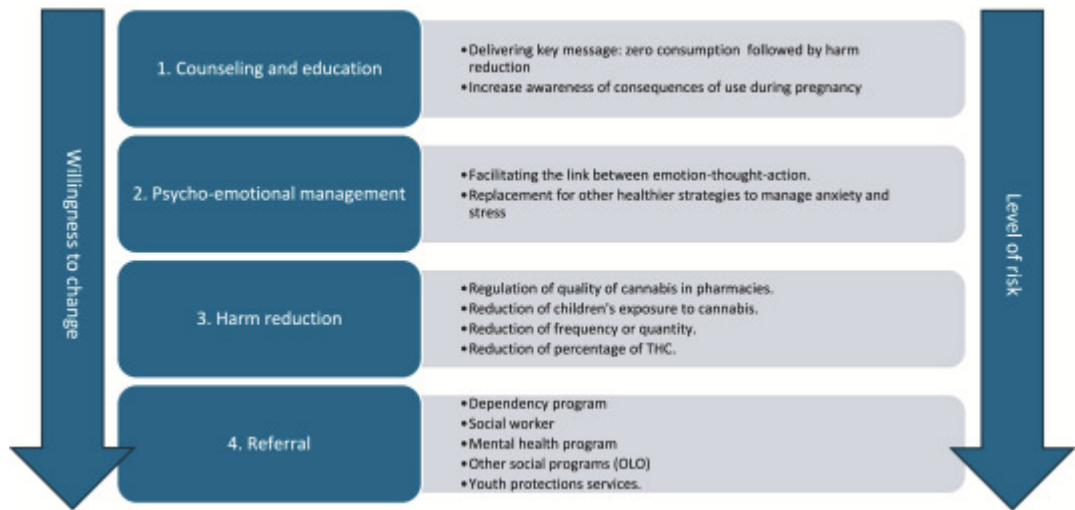 Willingness to change
1. Counseling and education
•Delivering key message: zero consumption followed by harm
reduction
•Increase awareness of consequences of use during pregnancy
2. Psycho-emotional management
•Facilitating the link between emotion-thought-action.
•Replacement for other healthier strategies to manage anxiety and
stress
3. Harm reduction
•Regulation of quality of cannabis in pharmacies.
•Reduction of children's exposure to cannabis.
•Reduction of frequency or quantity.
•Reduction of percentage of THC.
4. Referral
•Dependency program
•Social worker
•Mental health program
•Other social programs (OLO)
•Youth protections services.
Level of risk